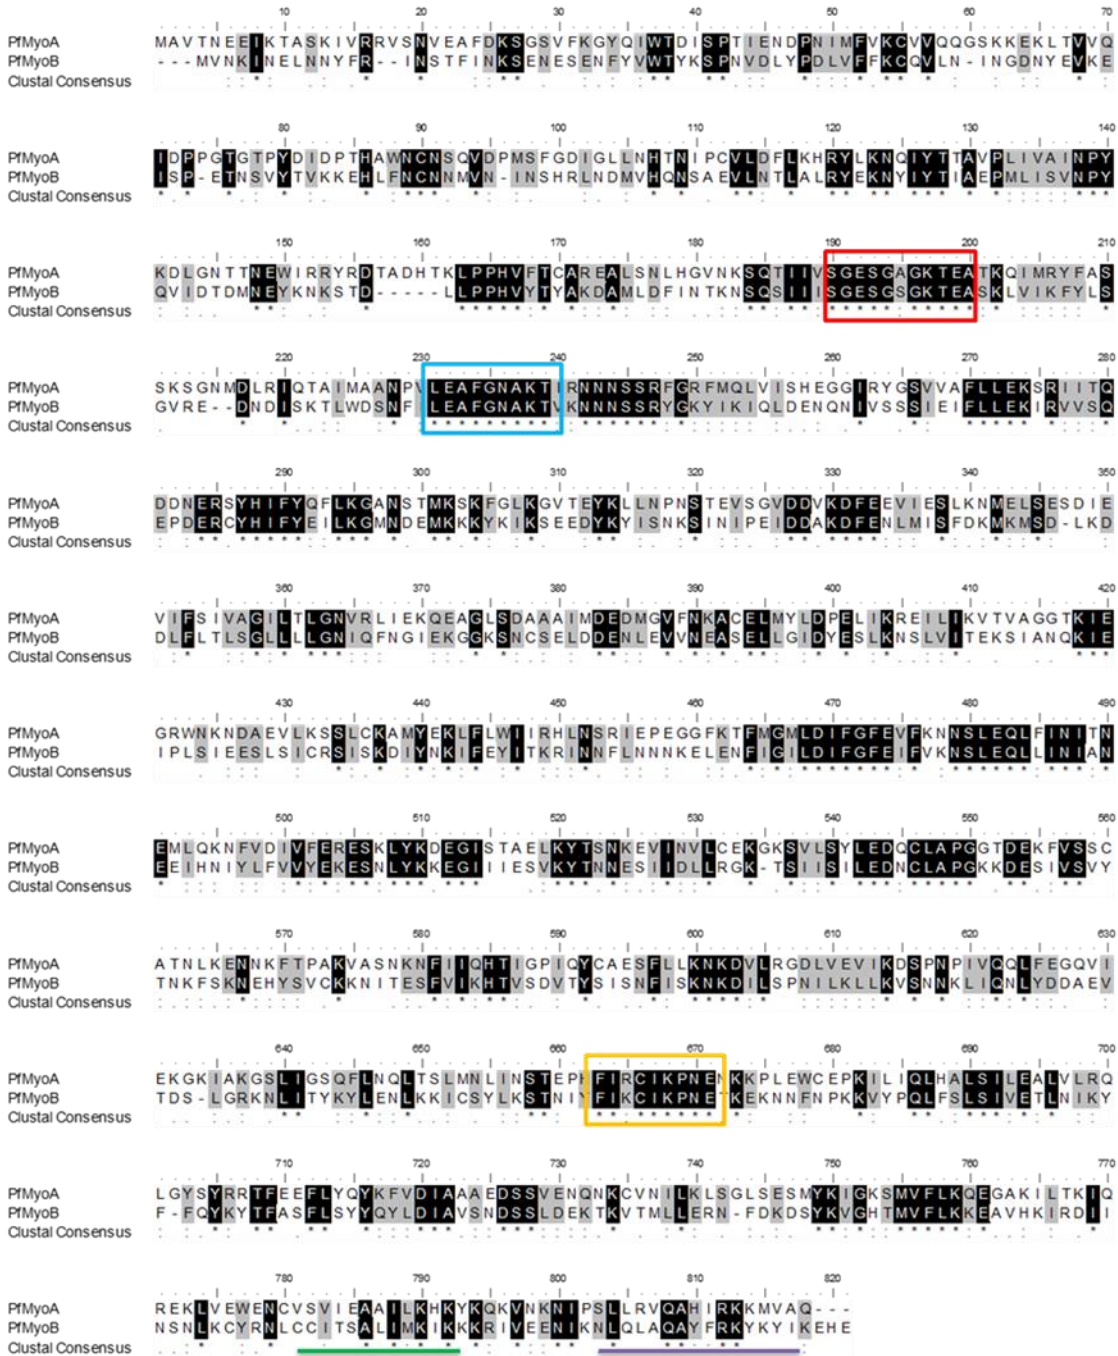 10 20 30 40 50 60 70
PfMyoA MAVTNEEIKTASKIVRRVSNVEAFDKSGSVFKGYQIWTDISPTIENDPNIMFVKCVVQQGSKKEKLTVVQ
PfMyoB ---MVNKINELNNYFR--INSTFINKSENESENFYVWTYKSPNVDLYPDLVFFKCQVLN-INGDNYEVKE
Clustal Consensus
80 90 100 110 120 130 140
PfMyoA IDPPGTGTPYDIDPTHAWNCNSQVDPMSFGDIGLLNHTNIPCVLDFLKHRYLKNQIYTTAVPLIVAINPY
PfMyoB ISP-ETNSVYTVKKEHLFNCNNMVN-INSHRLNDMVHQNSAEVLNTLALRYEKNYIYTIAEPMLISVNPY
Clustal Consensus
150 160 170 180 190 200 210
PfMyoA KDLGNTTNEWIRRYRDTADHTKLPPHVFTCAREALSNLHGVNKSQTIIVSGESGAGKTEATKQIMRYFAS
PfMyoB QVIDTDMNEYKNKSTD-----LLPPHVYTYAKDAMLDFINTKNSQSIIISGESGSGKTEASKLVIKFYLS
Clustal Consensus
220 230 240 250 260 270 280
PfMyoA SKSGNMDLRIQTAIMAANPVLEAFGNAKTIRNNNSSRFGRFMQLVISHEGGIRYGSVVAFLLEKSRIITQ
PfMyoB GVRE--DNDISKTLWDSNFILEAFGNAKTVKNNNSSRYGKYIKIQLDENQNIVSSSIEIFLLEKIRVVSQ
Clustal Consensus
290 300 310 320 330 340 350
PfMyoA DDNERSYHIFYQFLKGANSTMKSKFGLKGVTEYKLLNPNSTEVSGVDDVKDFEEVIESLKNMELSESDIE
PfMyoB EPDERCYHIFYEILKGMNDEMKKKYKIKSEEDYKYISNKSINIPEIDDAKDFENLMISFDKMKMSD-LKD
Clustal Consensus
360 370 380 390 400 410 420
PfMyoA VIFSIVAGILTLGNVRLIEKQEAGLSDAAAIMDEDMGVFNKACELMYLDPELIKREILIKVTVAGGTKIE
PfMyoB DLFLTLSGLLLLGNIQFNGIEKGGKSNCSELDDENLEVVNEASELLGIDYESLKNSLVITEKSIANQKIE
Clustal Consensus
430 440 450 460 470 480 490
PfMyoA GRWNKNDAEVLKSSLCKAMYEKLFLWIIRHLNSRIEPEGGFKTFMGMLDIFGFEVFKNNSLEQLFINITN
PfMyoB IPLSIEESLSICRSISKDIYNKIFEYITKRINNFLNNNKELENFIGILDIFGFEIFVKNSLEQLLINIAN
Clustal Consensus
500 510 520 530 540 550 560
PfMyoA EMLQKNFVDIVFERESKLYKDEGISTAELKYTSNKEVINVLCEKGKSVLSYLEDQCLAPGGTDEKFVSSC
PfMyoB EEIHNIYLFVVYEKESNLYKKEGIIIESVKYTNNESIIDLLRGK-TSIISILEDNCLAPGKKDESIVSVY
Clustal Consensus
570 580 590 600 610 620 630
PfMyoA ATNLKENNKFTPAKVASNKNFIIQHTIGPIQYCAESFLLKNKDVLRGDLVEVIKDSPNPIVQQLFEGQVI
PfMyoB TNKFSKNEHYSVCKKNITESFVIKHTVSDVTYSISNFISKNKDILSPNILKLLKVSNNKLIQNLYDDAEV
Clustal Consensus
640 650 660 670 680 690 700
PfMyoA EKGKIAKGSLIGSQFLNQLTSLMNLINSTEPHFIRCIKPNENKKPLEWCEPKILIQLHALSILEALVLRQ
PfMyoB TDS-LGRKNLITYKYLENLKKICSYLKSTNIYFIKCIKPNETKEKNNFNPKKVYPQLFSLSIVETLNIKY
Clustal Consensus
710 720 730 740 750 760 770
PfMyoA LGYSYRRTFEEFLYQYKFVDIAAAEDSSVENQNKCVNILKLSGLSESMYKIGKSMVFLKQEGAKILTKIQ
PfMyoB F-FQYKYTFASFLSYYQYLDIAVSNDSSLDEKTKVTMLLERN-FDKDSYKVGHTMVFLKKEAVHKIRDII
Clustal Consensus
780 790 800 810 820
PfMyoA REKLVEWENCVSVIEAAILKHKYKQKVNKNIPSLLRVQAHIRKKMVAQ---
PfMyoB NSNLKCYRNLCCITSALIMKIKKKRIVEENIKNLQLAQAYFRKYKYIKEHE
Clustal Consensus